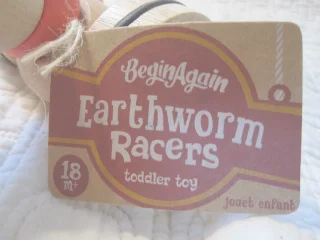 BeginAgain
Earthworm
Racers
toddler toy
18
m+
jouet enfant